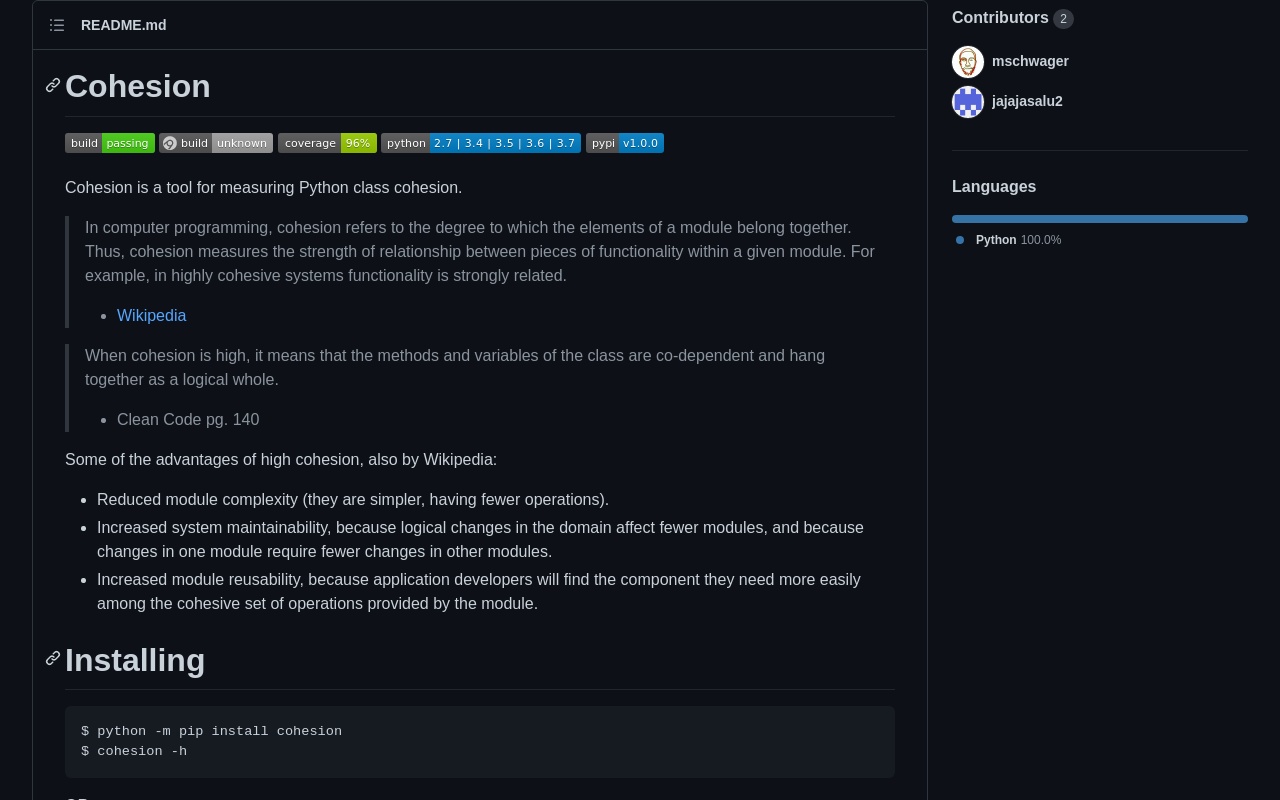 README.md
Cohesion
build passing build unknown coverage 96% python 2.7 | 3.4 | 3.5 | 3.6 | 3.7 pypi v1.0.0
Cohesion is a tool for measuring Python class cohesion.
In computer programming, cohesion refers to the degree to which the elements of a module belong together.
Thus, cohesion measures the strength of relationship between pieces of functionality within a given module. For
example, in highly cohesive systems functionality is strongly related.
• Wikipedia
When cohesion is high, it means that the methods and variables of the class are co-dependent and hang
together as a logical whole.
• Clean Code pg. 140
Some of the advantages of high cohesion, also by Wikipedia:
• Reduced module complexity (they are simpler, having fewer operations).
• Increased system maintainability, because logical changes in the domain affect fewer modules, and because
changes in one module require fewer changes in other modules.
• Increased module reusability, because application developers will find the component they need more easily
among the cohesive set of operations provided by the module.
Installing
$ python -m pip install cohesion
$ cohesion -h
Contributors 2
mschwager
jajajasalu2
Languages
Python 100.0%